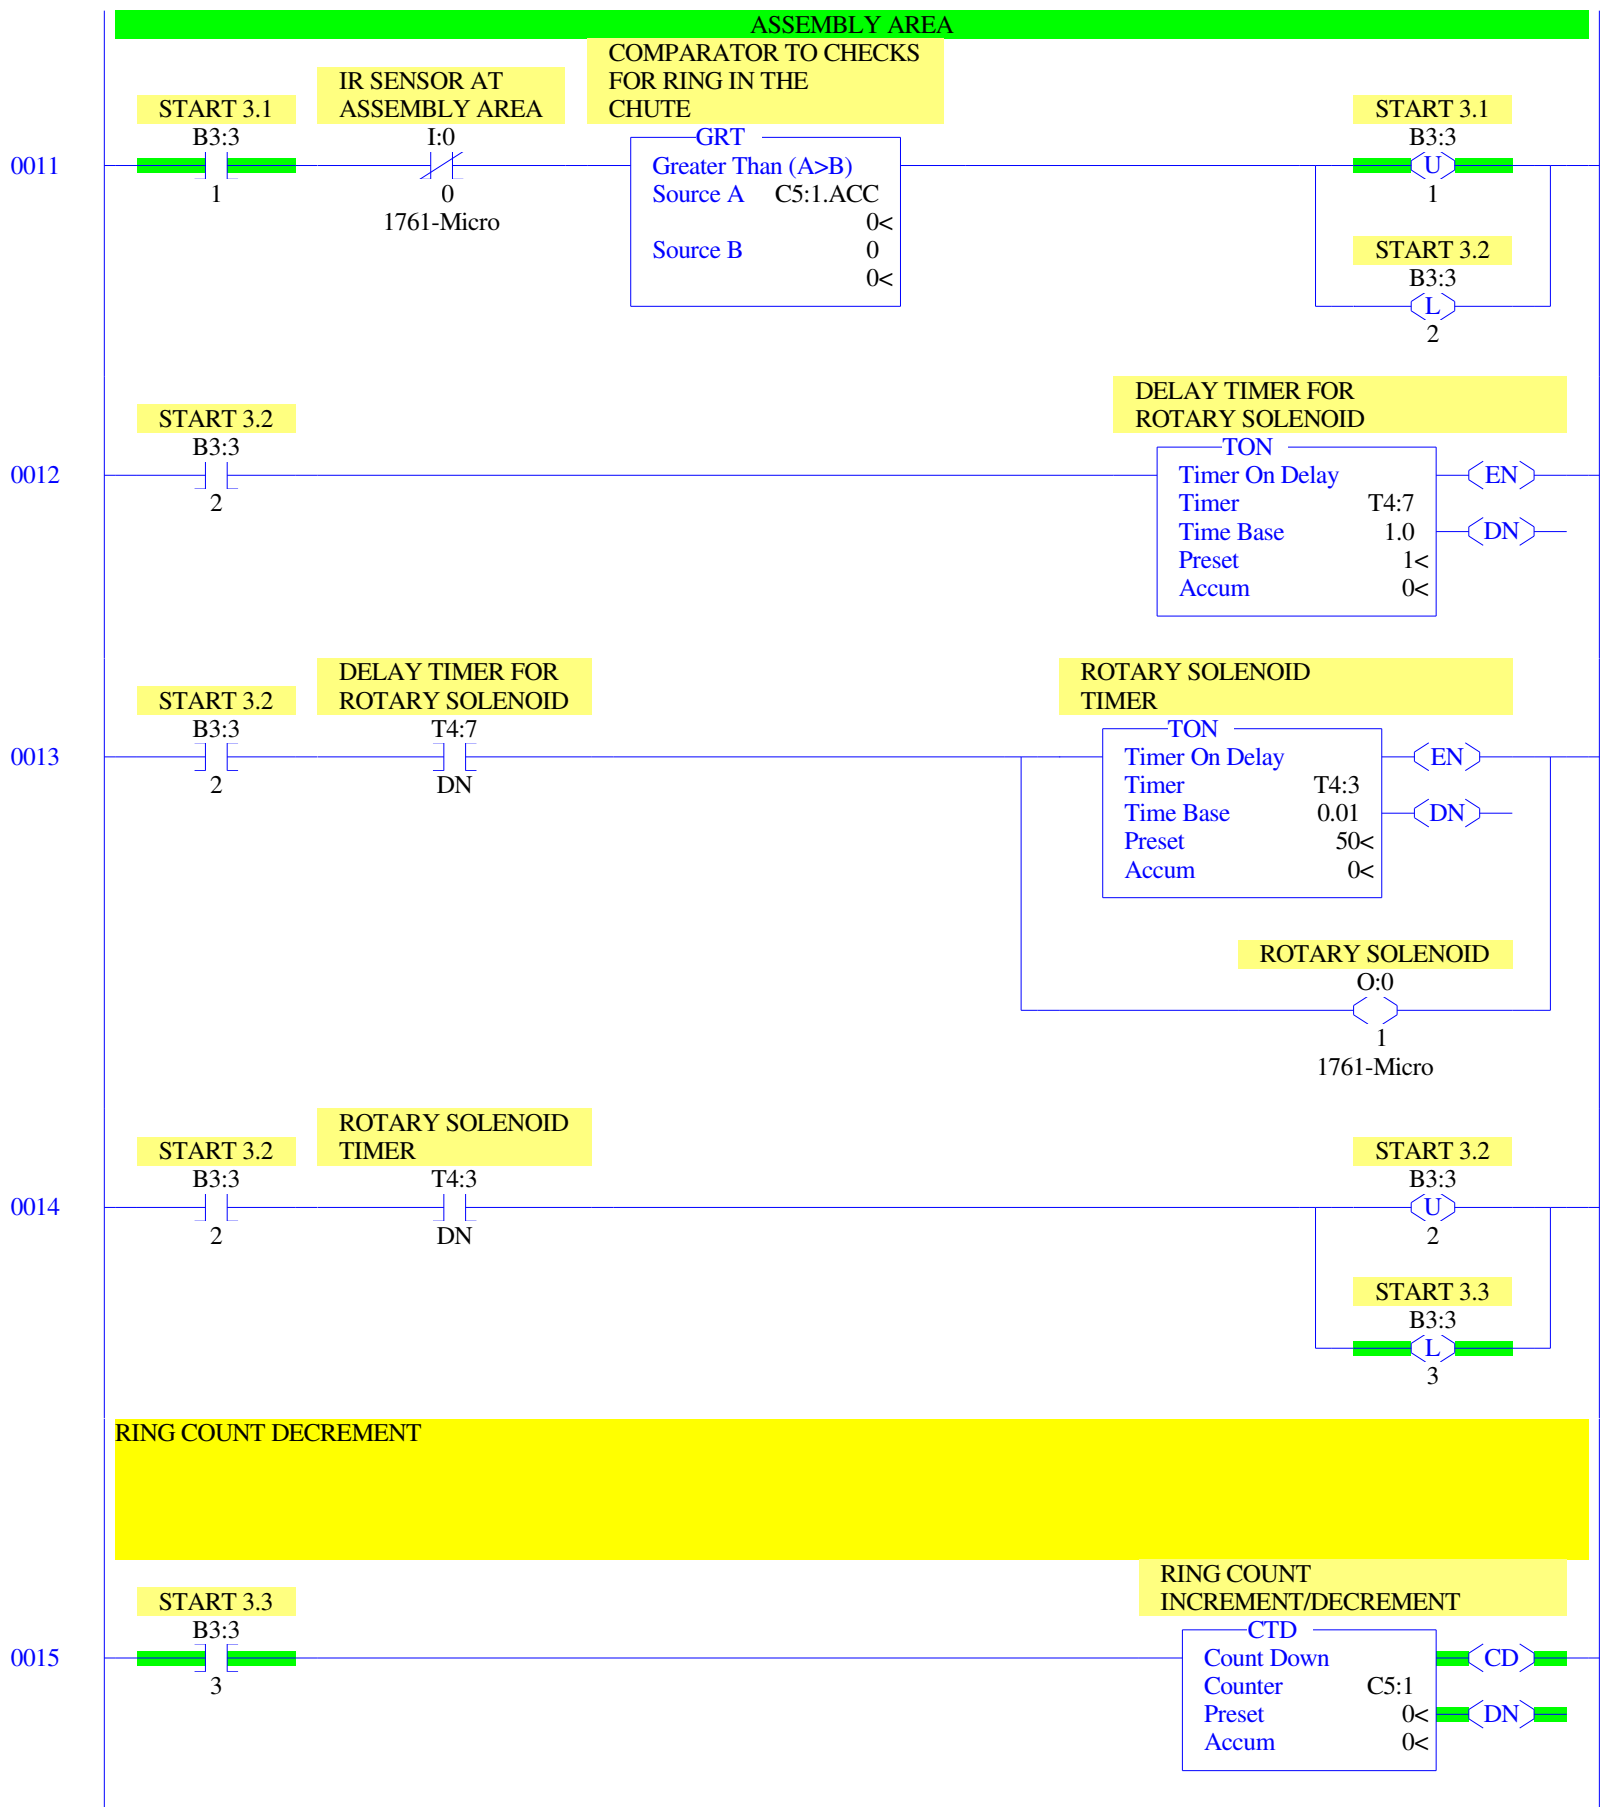 ASSEMBLY AREA
COMPARATOR TO CHECKS
FOR RING IN THE
CHUTE
IR SENSOR AT
ASSEMBLY AREA
START 3.1
START 3.1
B3:3
I:0
GRT
B3:3
0011
Greater Than (A>B)
U
1
0
Source A C5:1.ACC
1
1761-Micro
0<
Source B 0
START 3.2
0<
B3:3
L
2
DELAY TIMER FOR
ROTARY SOLENOID
START 3.2
B3:3
TON
0012
Timer On Delay
EN
2
Timer T4:7
Time Base 1.0
DN
Preset 1<
Accum 0<
DELAY TIMER FOR
ROTARY SOLENOID
ROTARY SOLENOID
TIMER
START 3.2
B3:3
T4:7
TON
0013
Timer On Delay
EN
2
DN
Timer T4:3
Time Base 0.01
DN
Preset 50<
Accum 0<
ROTARY SOLENOID
O:0
1
1761-Micro
ROTARY SOLENOID
TIMER
START 3.2
START 3.2
B3:3
T4:3
B3:3
0014
U
2
DN
2
START 3.3
B3:3
L
3
RING COUNT DECREMENT
RING COUNT
INCREMENT/DECREMENT
START 3.3
B3:3
CTD
0015
Count Down
CD
3
Counter C5:1
Preset 0<
DN
Accum 0<